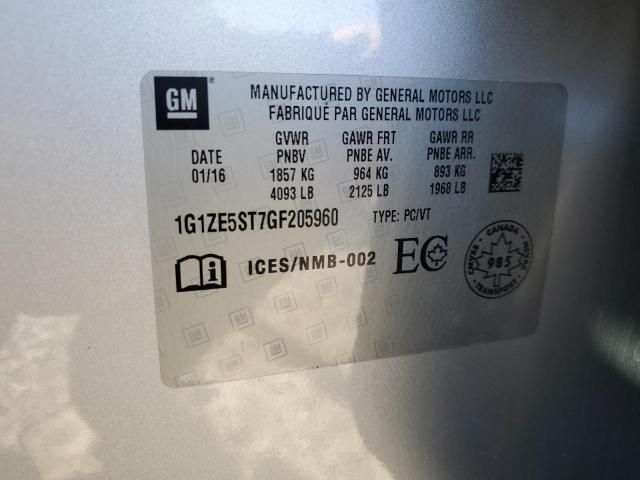 GM
MANUFACTURED BY GENERAL MOTORS LLC
FABRIQUÉ PAR GENERAL MOTORS LLC
GVWR GAWR FRT GAWR RR
DATE PNBV PNBE AV. PNBE ARR.
01/16 1857 KG 964 KG 893 KG
4093 LB 2125 LB 1968 LB
1G1ZE5ST7GF205960 TYPE: PC/VT
ICES/NMB-002 EC
CANADA
985
TRANSPORT